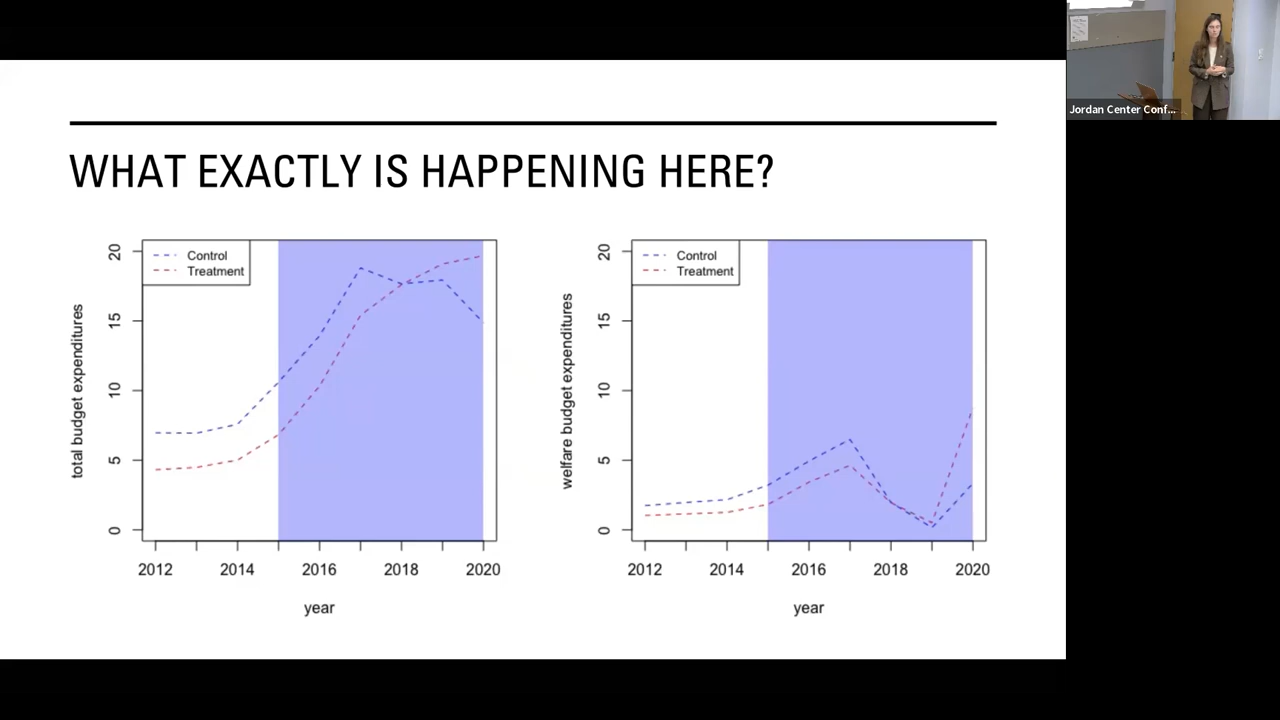 Jordan Center Conf...
WHAT EXACTLY IS HAPPENING HERE?
Control
Treatment
total budget expenditures
20
15
10
5
0
2012
2014
2016
2018
2020
year
Control
Treatment
welfare budget expenditures
20
15
10
5
0
2012
2014
2016
2018
2020
year